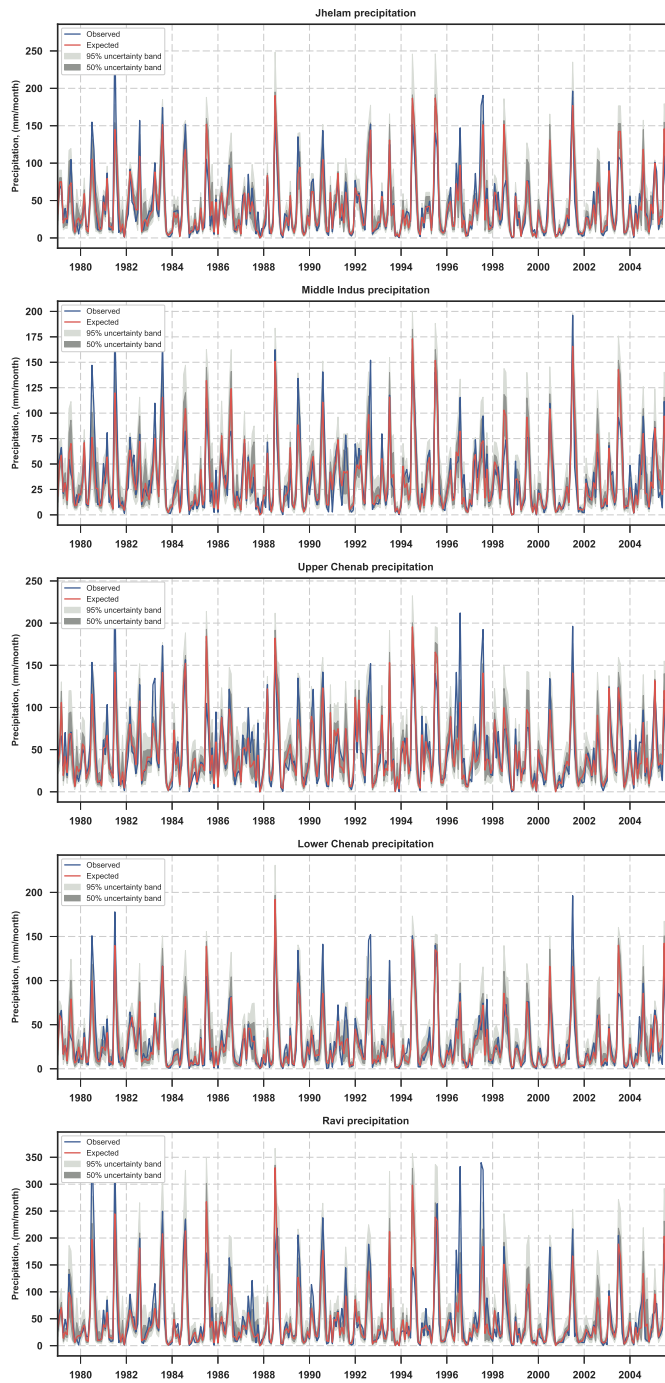 Jhelam precipitation
Precipitation, (mm/month)
250
200
150
100
50
0
Observed
Expected
95% uncertainty band
50% uncertainty band
1980 1982 1984 1986 1988 1990 1992 1994 1996 1998 2000 2002 2004
Middle Indus precipitation
Precipitation, (mm/month)
200
175
150
125
100
75
50
25
0
Observed
Expected
95% uncertainty band
50% uncertainty band
1980 1982 1984 1986 1988 1990 1992 1994 1996 1998 2000 2002 2004
Upper Chenab precipitation
Precipitation, (mm/month)
250
200
150
100
50
0
Observed
Expected
95% uncertainty band
50% uncertainty band
1980 1982 1984 1986 1988 1990 1992 1994 1996 1998 2000 2002 2004
Lower Chenab precipitation
Precipitation, (mm/month)
200
150
100
50
0
Observed
Expected
95% uncertainty band
50% uncertainty band
1980 1982 1984 1986 1988 1990 1992 1994 1996 1998 2000 2002 2004
Ravi precipitation
Precipitation, (mm/month)
350
300
250
200
150
100
50
0
Observed
Expected
95% uncertainty band
50% uncertainty band
1980 1982 1984 1986 1988 1990 1992 1994 1996 1998 2000 2002 2004